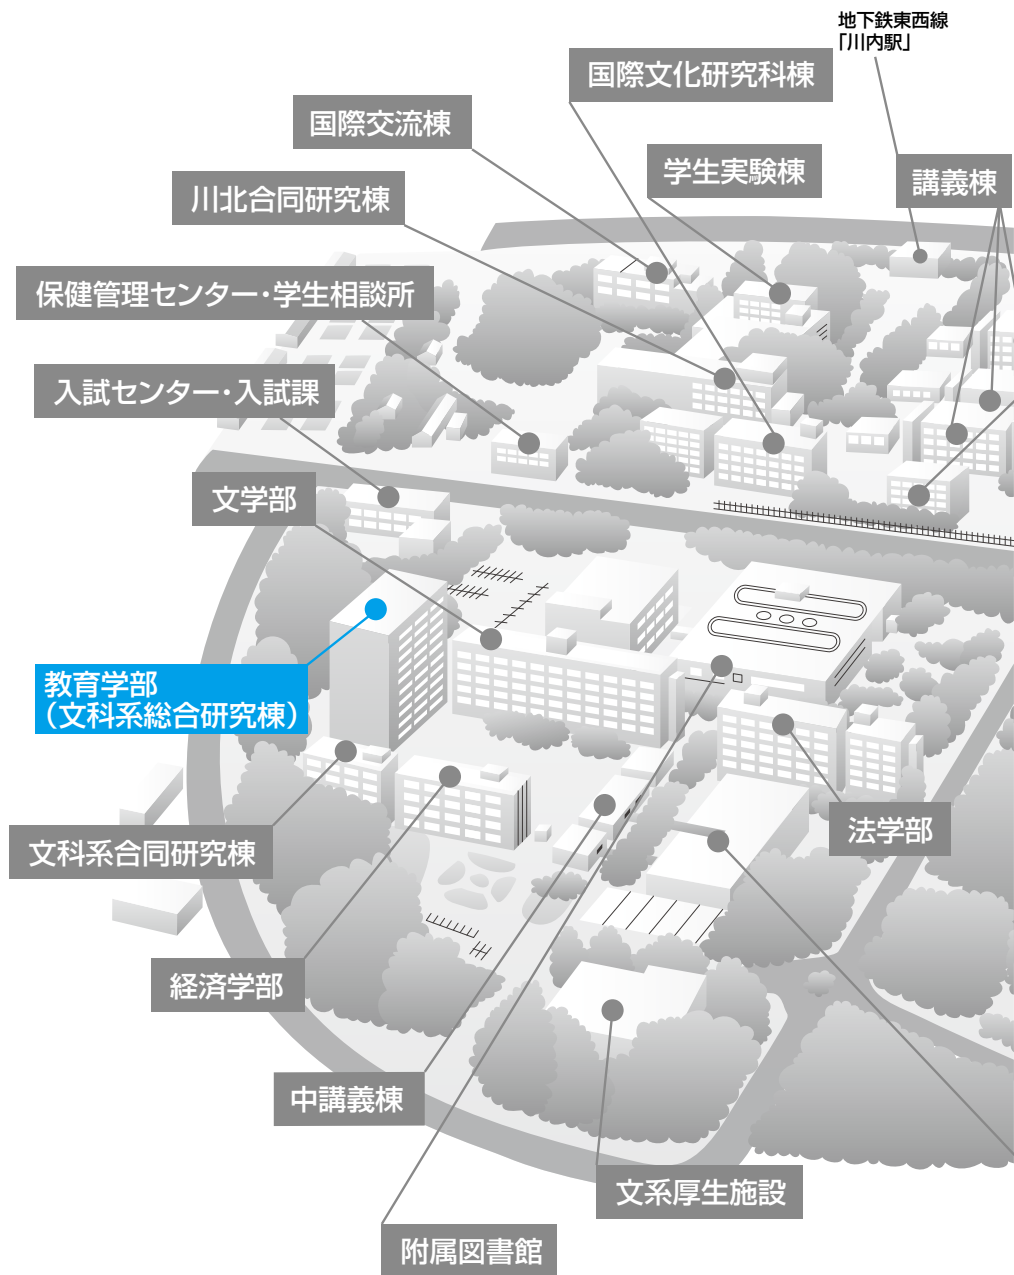 地下鉄東西線
「川内駅」
国際文化研究科棟
国際交流棟
学生実験棟
講義棟
川北合同研究棟
保健管理センター・学生相談所
入試センター・入試課
文学部
教育学部
（文科系総合研究棟）
法学部
文科系合同研究棟
経済学部
中講義棟
文系厚生施設
附属図書館